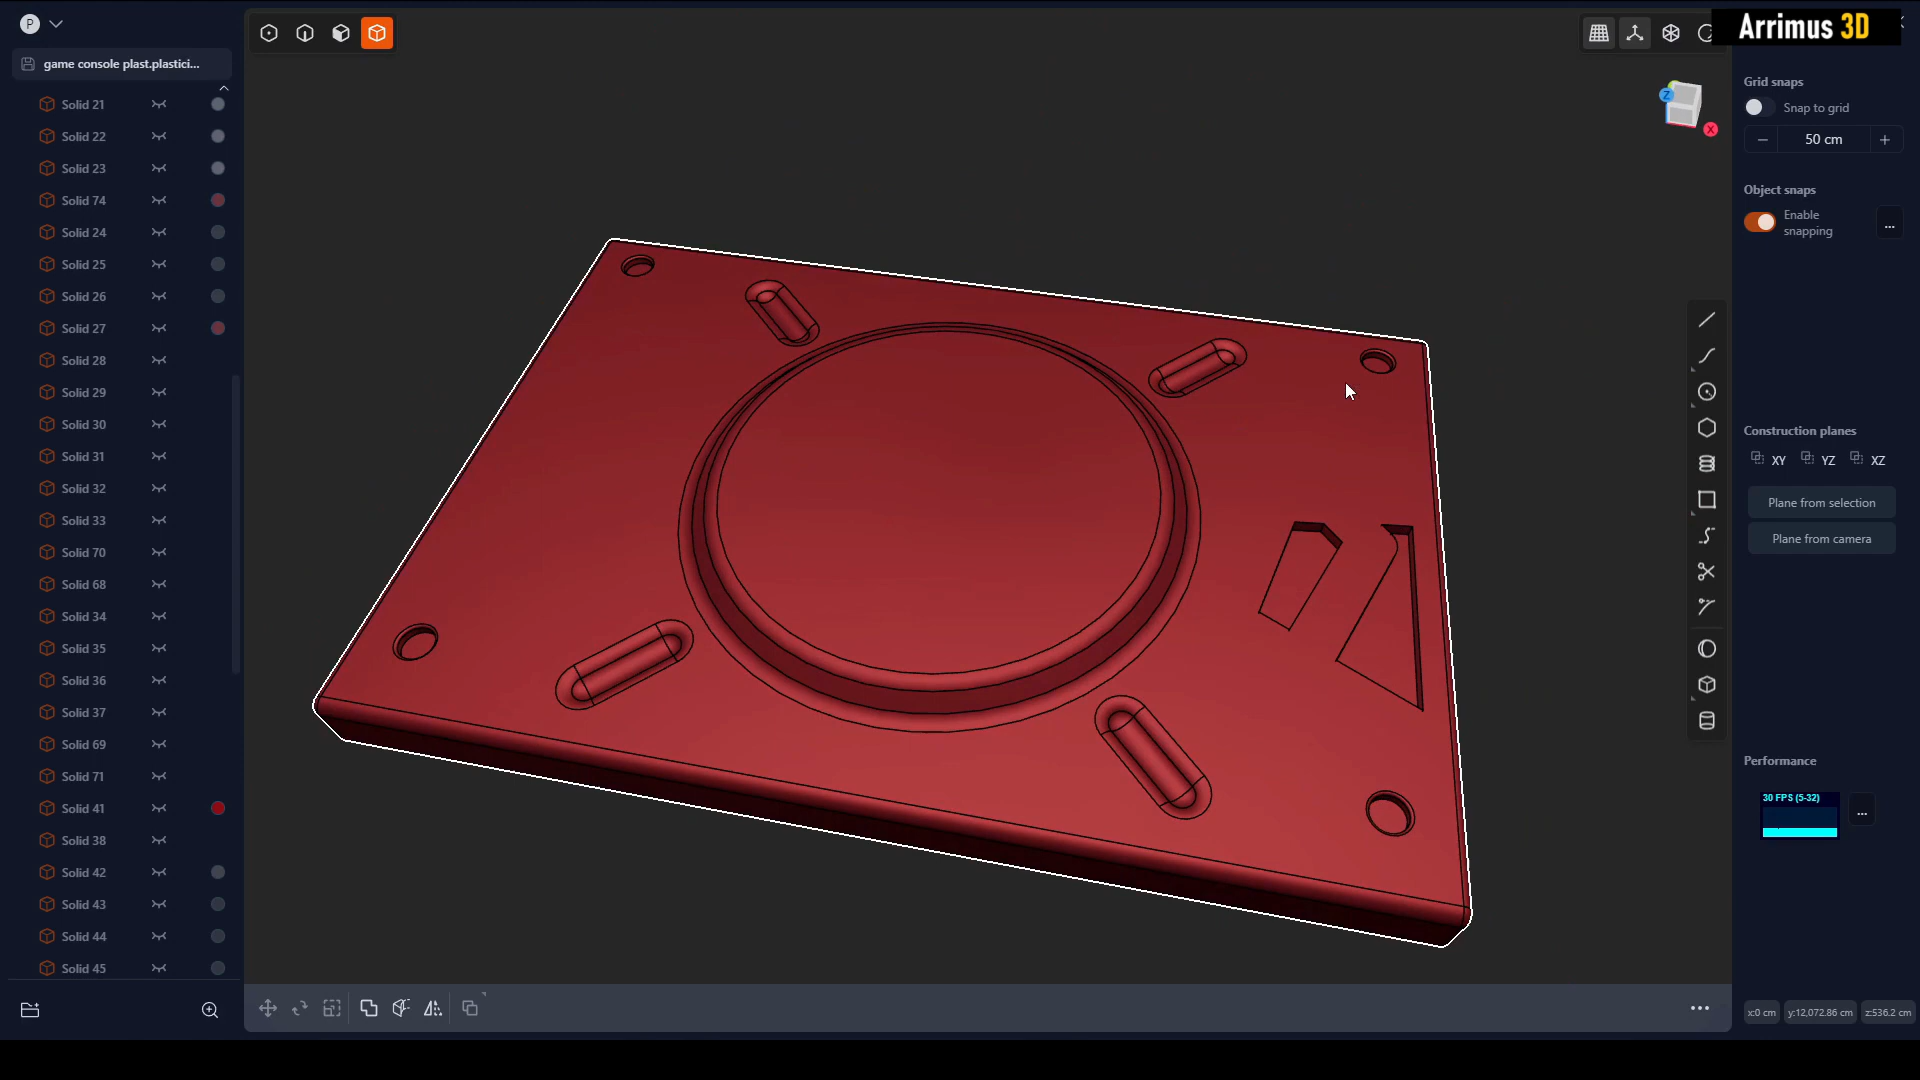 P
Arrimus 3D
game console plast.plastici...
Solid 21
Solid 22
Solid 23
Solid 74
Solid 24
Solid 25
Solid 26
Solid 27
Solid 28
Solid 29
Solid 30
Solid 31
Solid 32
Solid 33
Solid 70
Solid 68
Solid 34
Solid 35
Solid 36
Solid 37
Solid 69
Solid 71
Solid 41
Solid 38
Solid 42
Solid 43
Solid 44
Solid 45
Z
X
Grid snaps
Snap to grid
50 cm
Object snaps
Enable
snapping
...
Construction planes
XY YZ XZ
Plane from selection
Plane from camera
Performance
30 FPS (5-32)
...
x:0 cm y:12,072.86 cm z:536.2 cm